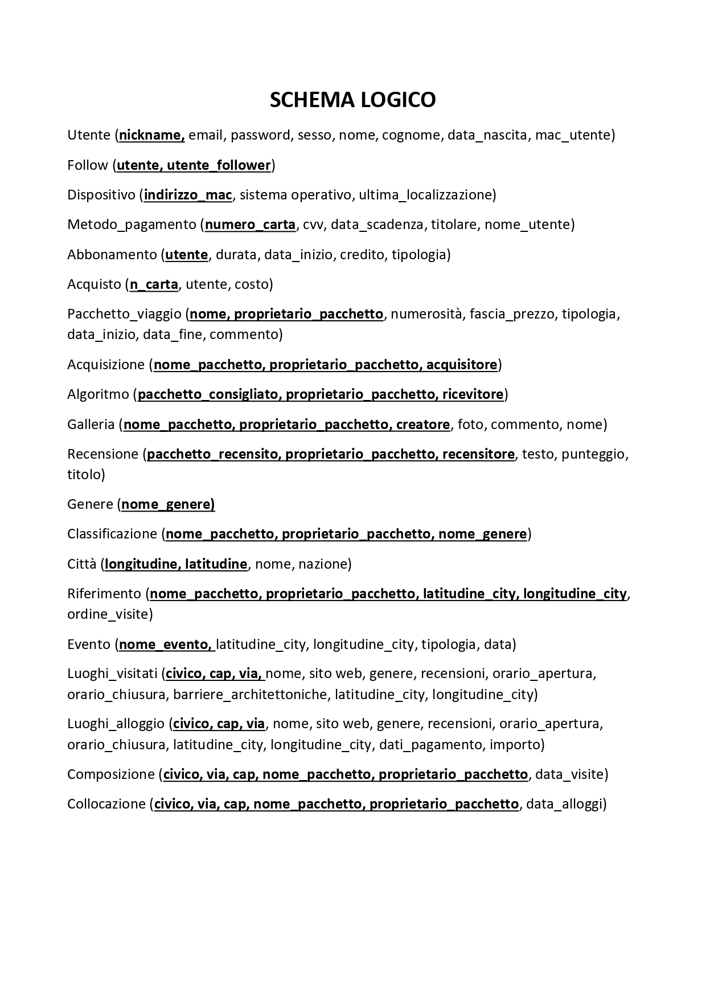 SCHEMA LOGICO
Utente (nickname, email, password, sesso, nome, cognome, data_nascita, mac_utente)
Follow (utente, utente_follower)
Dispositivo (indirizzo_mac, sistema operativo, ultima_localizzazione)
Metodo_pagamento (numero_carta, cvv, data_scadenza, titolare, nome_utente)
Abbonamento (utente, durata, data_inizio, credito, tipologia)
Acquisto (n_carta, utente, costo)
Pacchetto_viaggio (nome, proprietario_pacchetto, numerosità, fascia_prezzo, tipologia,
data_inizio, data_fine, commento)
Acquisizione (nome_pacchetto, proprietario_pacchetto, acquisitore)
Algoritmo (pacchetto_consigliato, proprietario_pacchetto, ricevitore)
Galleria (nome_pacchetto, proprietario_pacchetto, creatore, foto, commento, nome)
Recensione (pacchetto_recensito, proprietario_pacchetto, recensitore, testo, punteggio,
titolo)
Genere (nome_genere)
Classificazione (nome_pacchetto, proprietario_pacchetto, nome_genere)
Città (longitudine, latitudine, nome, nazione)
Riferimento (nome_pacchetto, proprietario_pacchetto, latitudine_city, longitudine_city,
ordine_visite)
Evento (nome_evento, latitudine_city, longitudine_city, tipologia, data)
Luoghi_visitati (civico, cap, via, nome, sito web, genere, recensioni, orario_apertura,
orario_chiusura, barriere_architettoniche, latitudine_city, longitudine_city)
Luoghi_alloggio (civico, cap, via, nome, sito web, genere, recensioni, orario_apertura,
orario_chiusura, latitudine_city, longitudine_city, dati_pagamento, importo)
Composizione (civico, via, cap, nome_pacchetto, proprietario_pacchetto, data_visite)
Collocazione (civico, via, cap, nome_pacchetto, proprietario_pacchetto, data_alloggi)